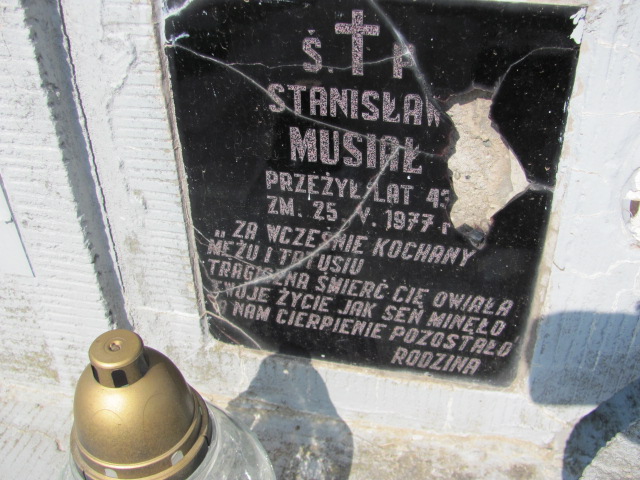 Ś. P
STANISŁAW
MUSIAŁ
PRZEŻYŁ LAT 43
ZM. 25. V. 1977 r
„ ZA WCZEŚNIE KOCHANY
MĘŻU I TATUSIU
TRAGICZNA ŚMIERĆ CIĘ OWIAŁA
TWOJE ŻYCIE JAK SEN MINĘŁO
O NAM CIERPIENIE POZOSTAŁO
RODZINA